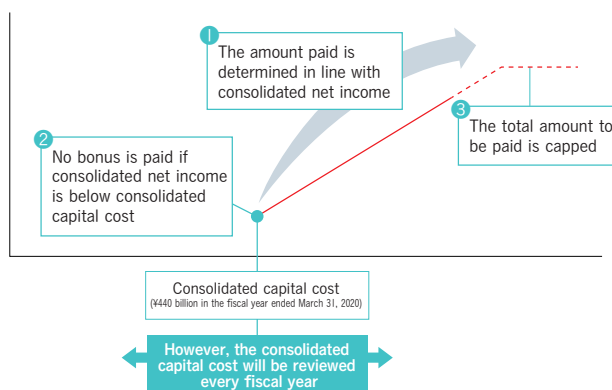 1
The amount paid is
determined in line with
consolidated net income
2
No bonus is paid if
consolidated net income
is below consolidated
capital cost
3
The total amount to
be paid is capped
Consolidated capital cost
(¥440 billion in the fiscal year ended March 31, 2020)
However, the consolidated
capital cost will be reviewed
every fiscal year